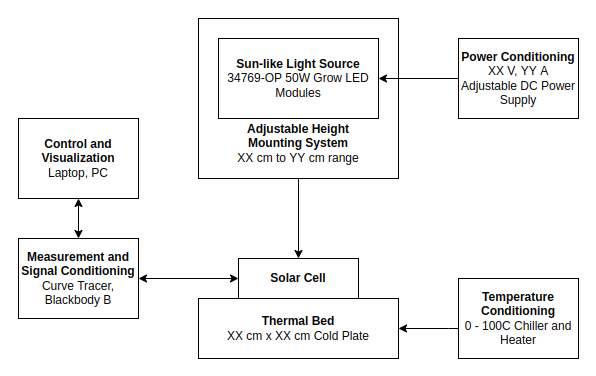 Sun-like Light Source
34769-OP 50W Grow LED
Modules
Adjustable Height
Mounting System
XX cm to YY cm range
Power Conditioning
XX V, YY A
Adjustable DC Power
Supply
Control and
Visualization
Laptop, PC
Measurement and
Signal Conditioning
Curve Tracer,
Blackbody B
Solar Cell
Thermal Bed
XX cm x XX cm Cold Plate
Temperature
Conditioning
0 - 100C Chiller and
Heater